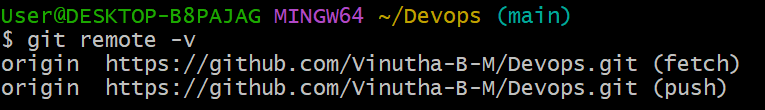 User@DESKTOP-B8PAJAG MINGW64 ~/Devops (main)
$ git remote -v
origin  https://github.com/Vinutha-B-M/Devops.git (fetch)
origin  https://github.com/Vinutha-B-M/Devops.git (push)